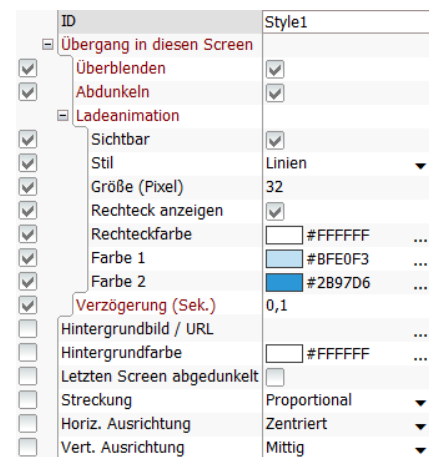 ID Style1
Übergang in diesen Screen
Überblenden
Abdunkeln
Ladeanimation
Sichtbar
Stil Linien
Größe (Pixel) 32
Rechteck anzeigen
Rechteckfarbe #FFFFFF ...
Farbe 1 #BFE0F3 ...
Farbe 2 #2B97D6 ...
Verzögerung (Sek.) 0,1
Hintergrundbild / URL ...
Hintergrundfarbe #FFFFFF ...
Letzten Screen abgedunkelt
Streckung Proportional
Horiz. Ausrichtung Zentriert
Vert. Ausrichtung Mittig